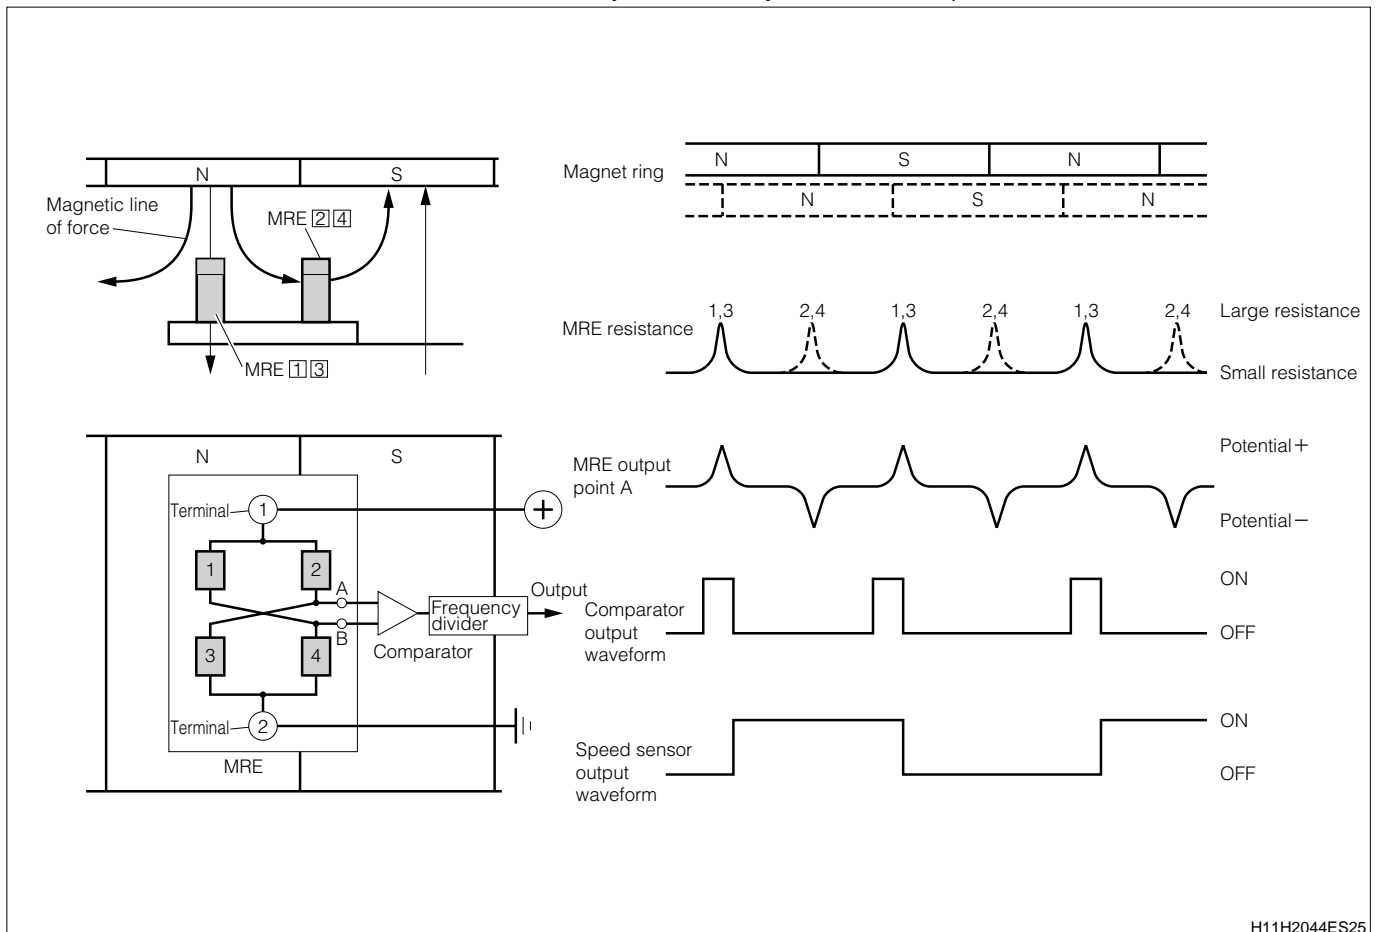 N
S
Magnetic line
of force
MRE 2 4
MRE 1 3
N
S
Terminal
1
1
2
A
Output
Frequency
divider
B
Comparator
3
4
Terminal
2
MRE
Magnet ring
N
S
N
N
S
N
MRE resistance
1,3
2,4
1,3
2,4
1,3
2,4
Large resistance
Small resistance
MRE output
point A
Potential+
Potential−
Comparator
output
waveform
ON
OFF
Speed sensor
output
waveform
ON
OFF
H11H2044ES25